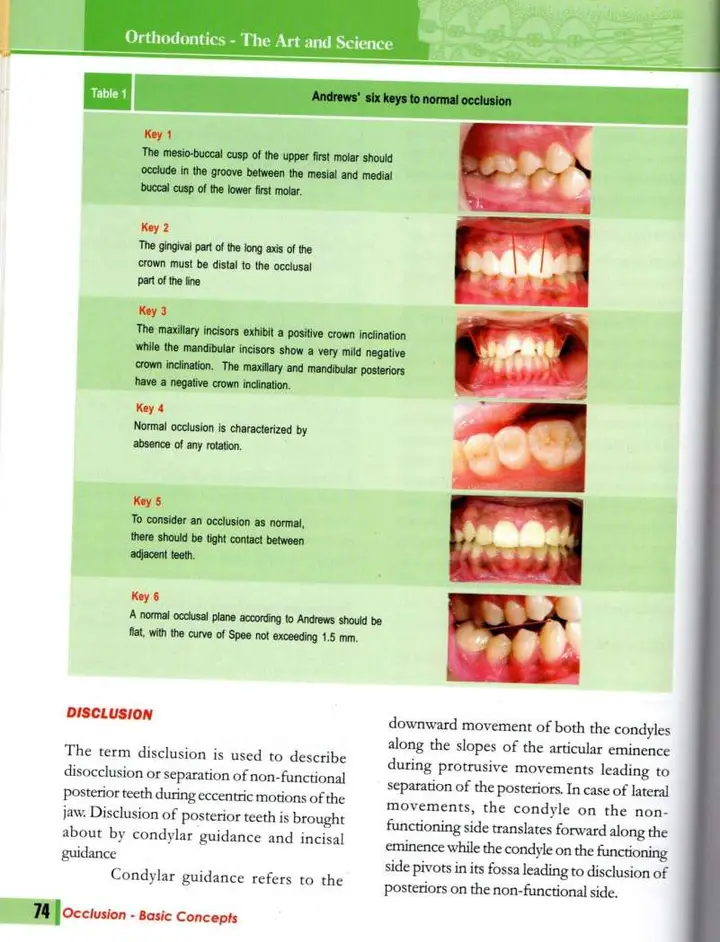 Orthodontics - The Art and Science
Table 1
Andrews' six keys to normal occlusion
Key 1
The mesio-buccal cusp of the upper first molar should
occlude in the groove between the mesial and medial
buccal cusp of the lower first molar.
Key 2
The gingival part of the long axis of the
crown must be distal to the occlusal
part of the line
Key 3
The maxillary incisors exhibit a positive crown inclination
while the mandibular incisors show a very mild negative
crown inclination. The maxillary and mandibular posteriors
have a negative crown inclination.
Key 4
Normal occlusion is characterized by
absence of any rotation.
Key 5
To consider an occlusion as normal,
there should be tight contact between
adjacent teeth.
Key 6
A normal occlusal plane according to Andrews should be
flat, with the curve of Spee not exceeding 1.5 mm.
DISCLUSION
The term disclusion is used to describe
disocclusion or separation of non-functional
posterior teeth during eccentric motions of the
jaw. Disclusion of posterior teeth is brought
about by condylar guidance and incisal
guidance
Condylar guidance refers to the
downward movement of both the condyles
along the slopes of the articular eminence
during protrusive movements leading to
separation of the posteriors. In case of lateral
movements, the condyle on the non-
functioning side translates forward along the
eminence while the condyle on the functioning
side pivots in its fossa leading to disclusion of
posteriors on the non-functional side.
74 Occlusion - Basic Concepts